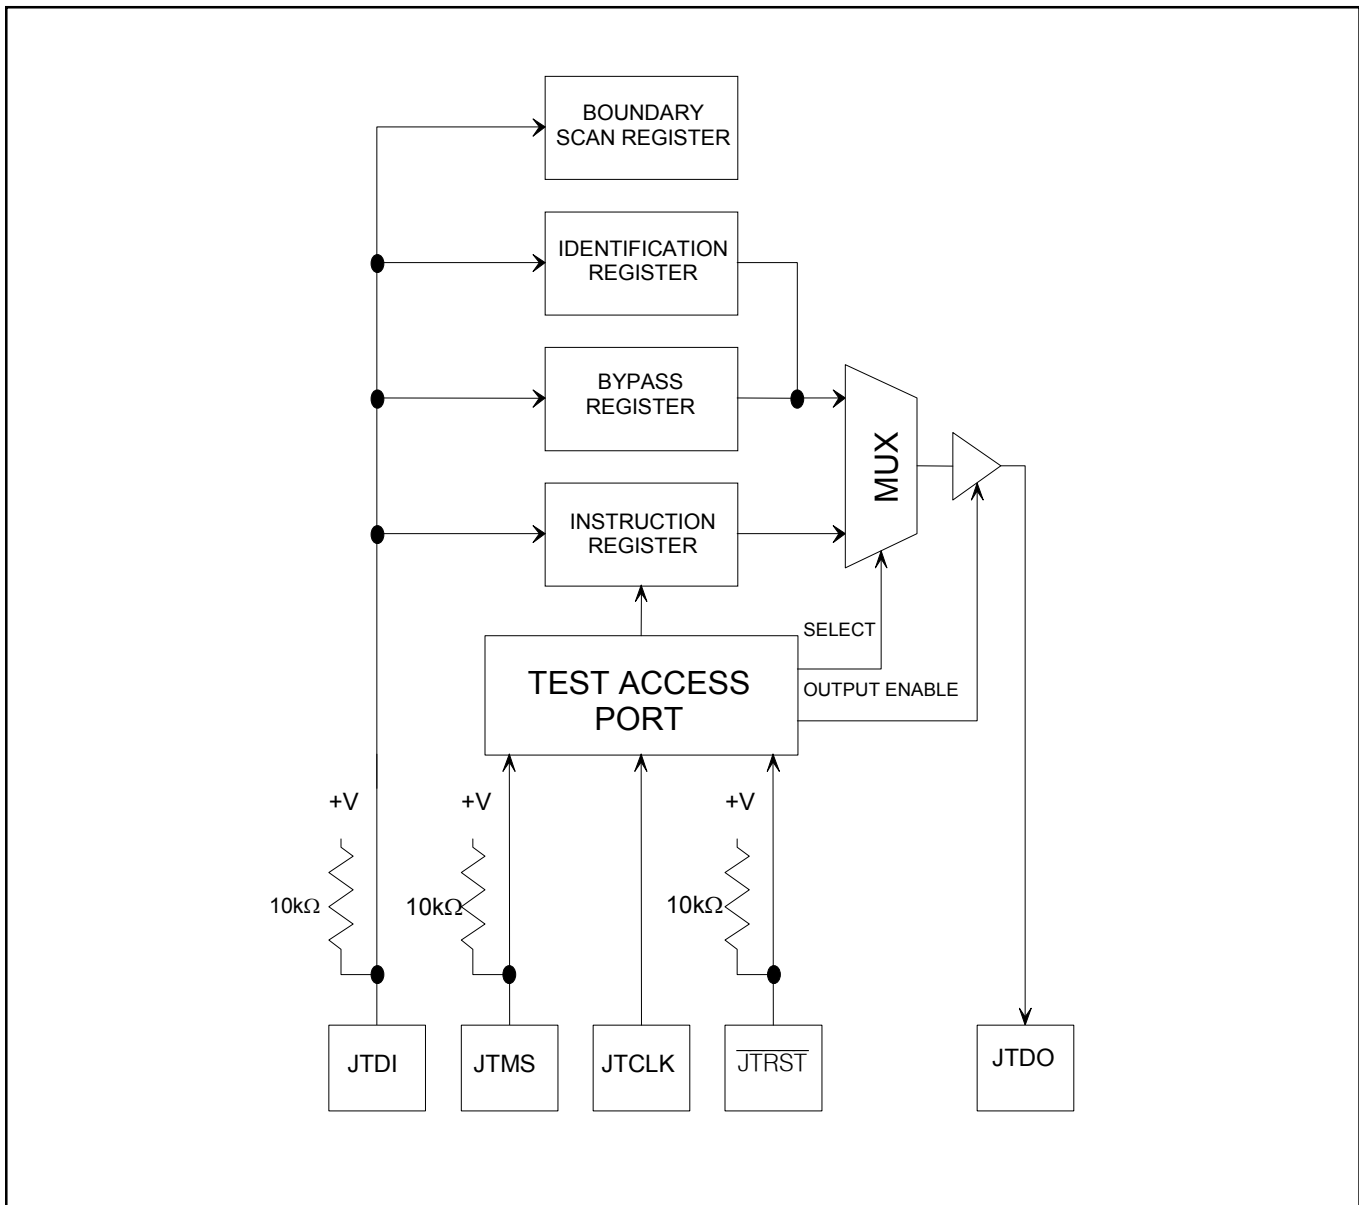 BOUNDARY
SCAN REGISTER
IDENTIFICATION
REGISTER
BYPASS
REGISTER
INSTRUCTION
REGISTER
MUX
SELECT
TEST ACCESS
PORT
OUTPUT ENABLE
+V
+V
+V
10kΩ
10kΩ
10kΩ
JTDI
JTMS
JTCLK
J̅T̅R̅S̅T̅
JTDO